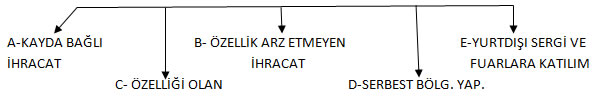 A-KAYDA BAĞLI
İHRACAT
B- ÖZELLİK ARZ ETMEYEN
İHRACAT
E-YURTDIŞI SERGİ VE
FUARLARA KATILIM
C- ÖZELLİĞİ OLAN
D-SERBEST BÖLG. YAP.